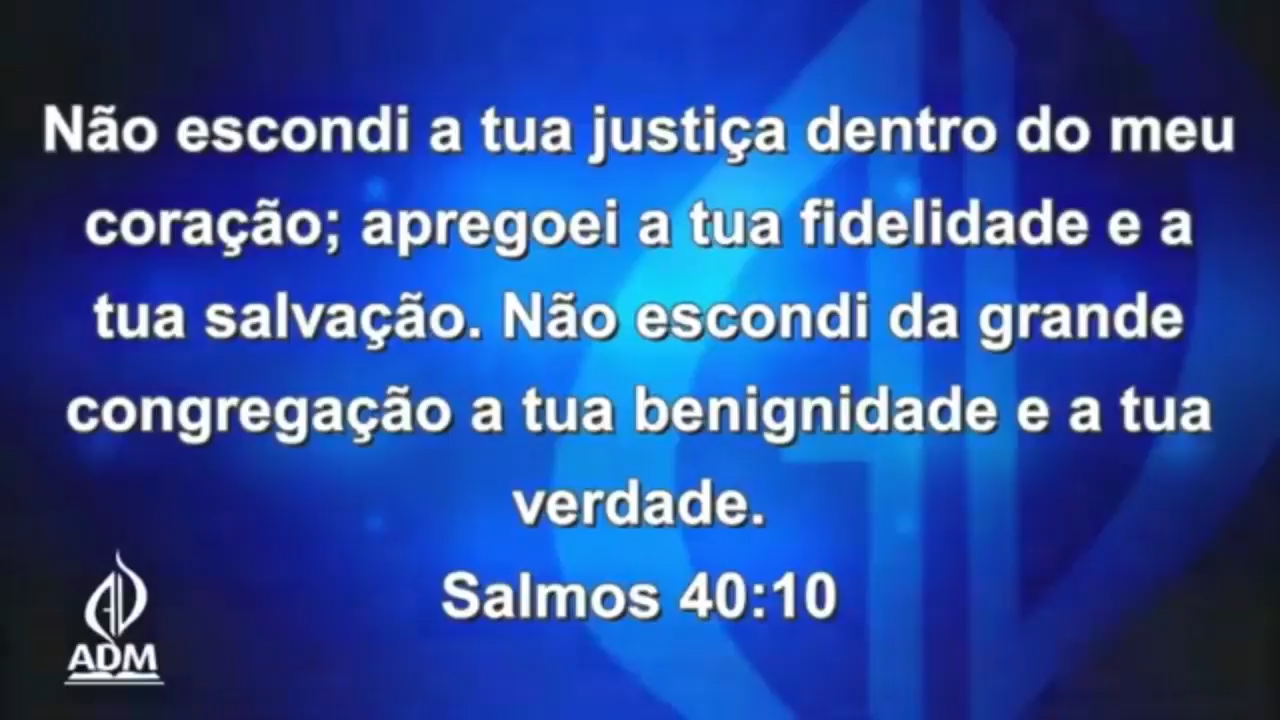 Não escondi a tua justiça dentro do meu
coração; apregoei a tua fidelidade e a
tua salvação. Não escondi da grande
congregação a tua benignidade e a tua
verdade.
Salmos 40:10
ADM